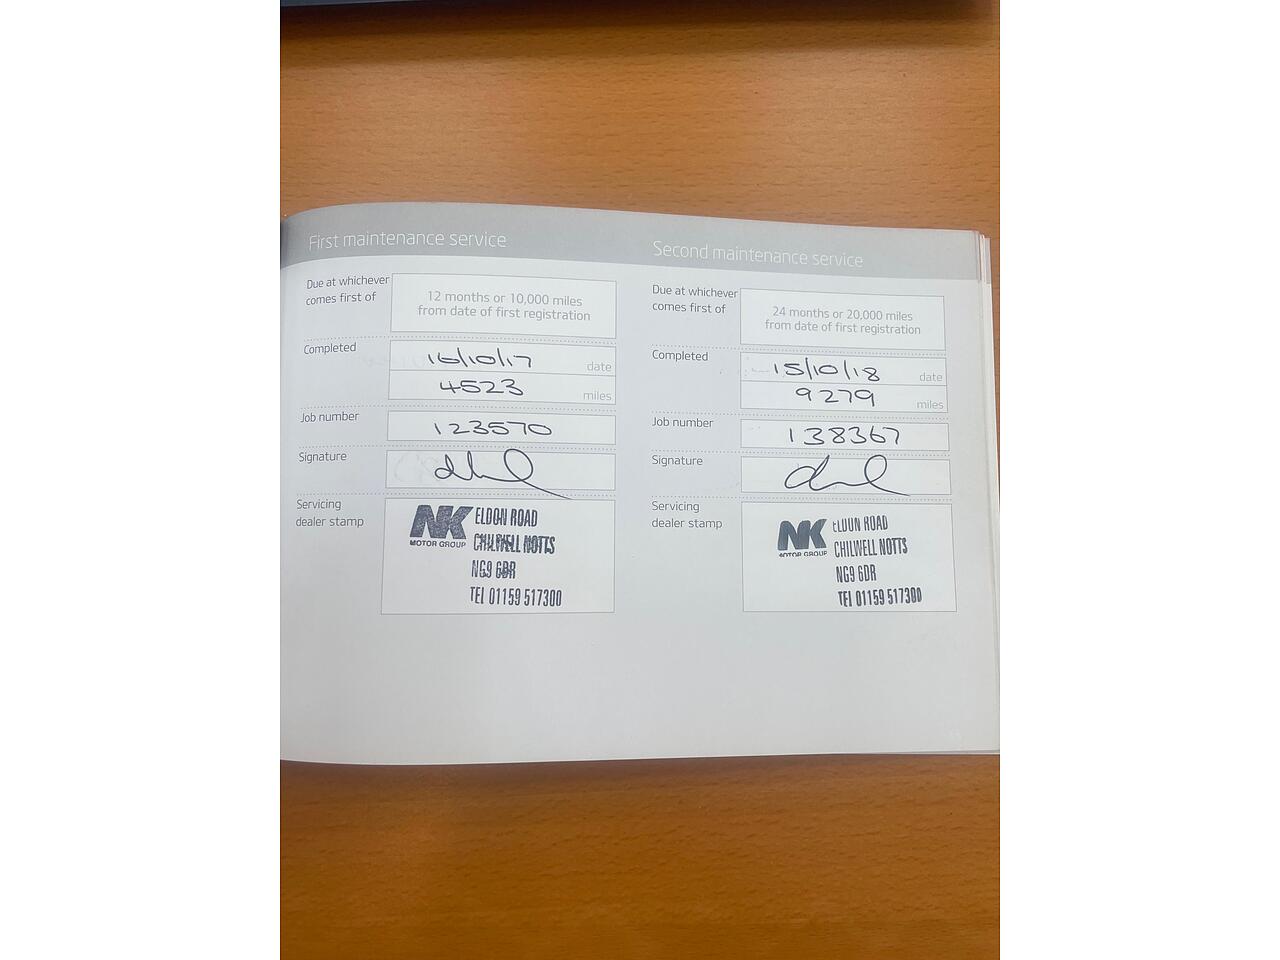 First maintenance service
Due at whichever
comes first of
12 months or 10,000 miles
from date of first registration
Completed
16/10/17 date
4523 miles
Job number
123570
Signature
Servicing
dealer stamp
NK
MOTOR GROUP
ELDON ROAD
CHILWELL NOTTS
NG9 6DR
TEL 01159 517300
Second maintenance service
Due at whichever
comes first of
24 months or 20,000 miles
from date of first registration
Completed
15/10/18 date
9279 miles
Job number
138367
Signature
Servicing
dealer stamp
NK
MOTOR GROUP
ELDON ROAD
CHILWELL NOTTS
NG9 6DR
TEL 01159 517300